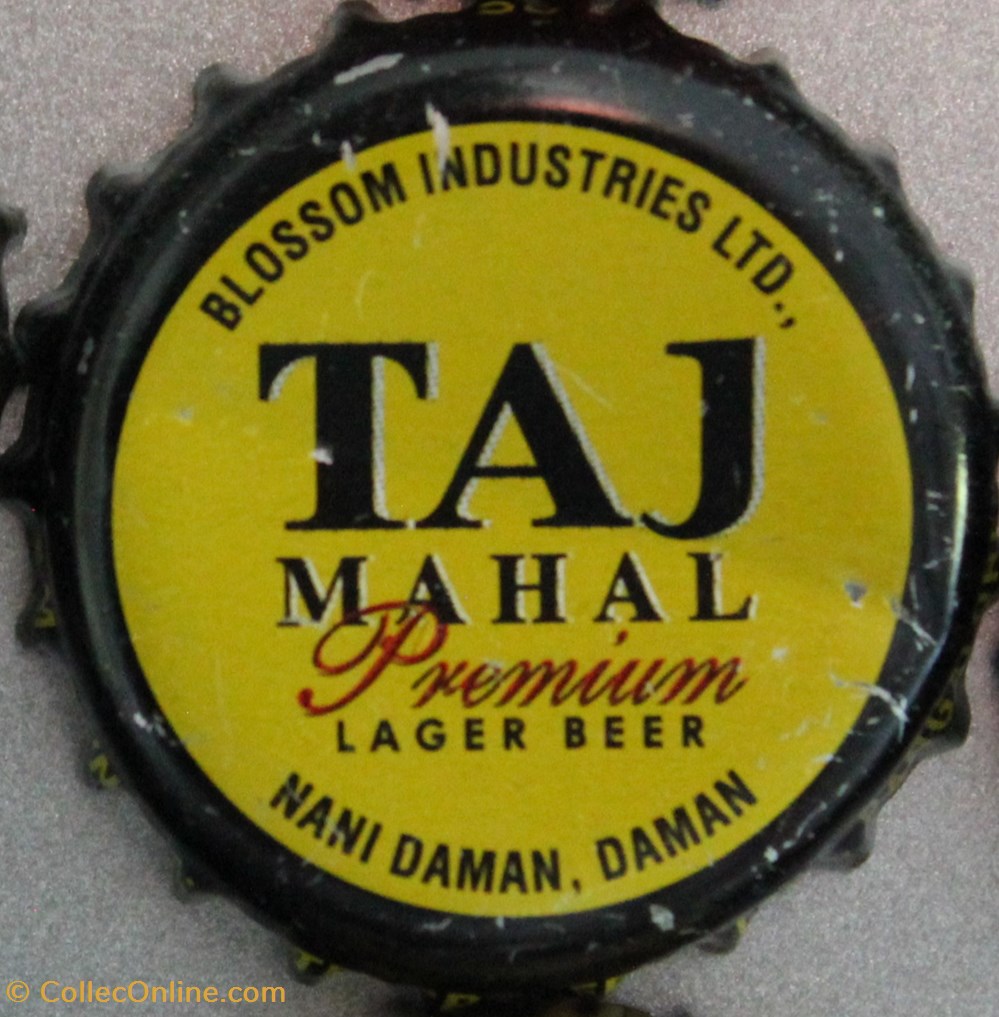 BLOSSOM INDUSTRIES LTD.,
TAJ
MAHAL
Premium
LAGER BEER
NANI DAMAN, DAMAN
© CollecOnline.com